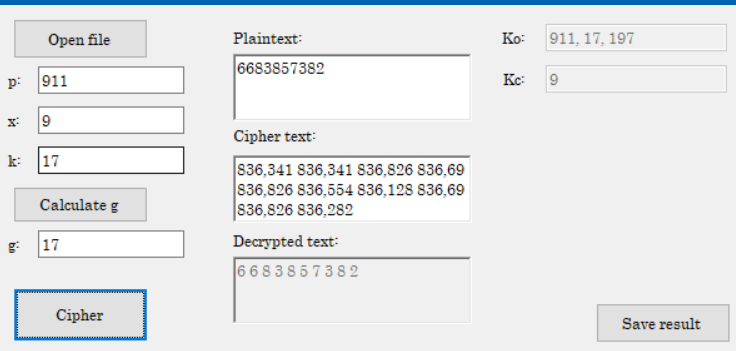 Open file
p: 911
x: 9
k: 17
Calculate g
g: 17
Cipher
Plaintext:
6683857382
Cipher text:
836,341 836,341 836,826 836,69
836,826 836,554 836,128 836,69
836,826 836,282
Decrypted text:
6 6 8 3 8 5 7 3 8 2
Ko: 911, 17, 197
Kc: 9
Save result